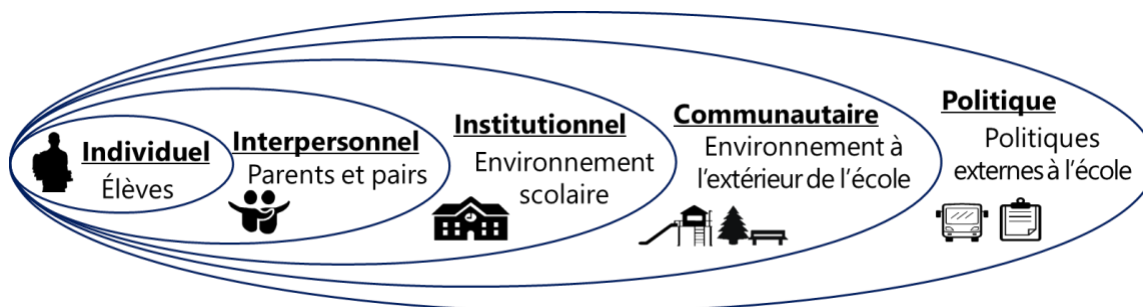 Individuel
Élèves
Interpersonnel
Parents et pairs
Institutionnel
Environnement
scolaire
Communautaire
Environnement à
l'extérieur de l'école
Politique
Politiques
externes à l'école